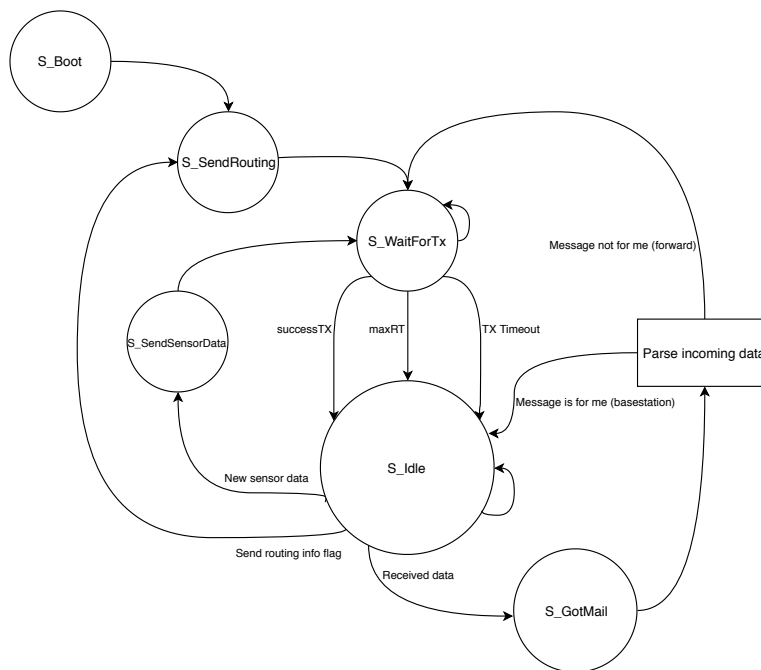 S_Boot
S_SendRouting
S_WaitForTx
Message not for me (forward)
successTX
maxRT
TX Timeout
S_SendSensorData
Parse incoming data
Message is for me (basestation)
S_Idle
New sensor data
Send routing info flag
Received data
S_GotMail